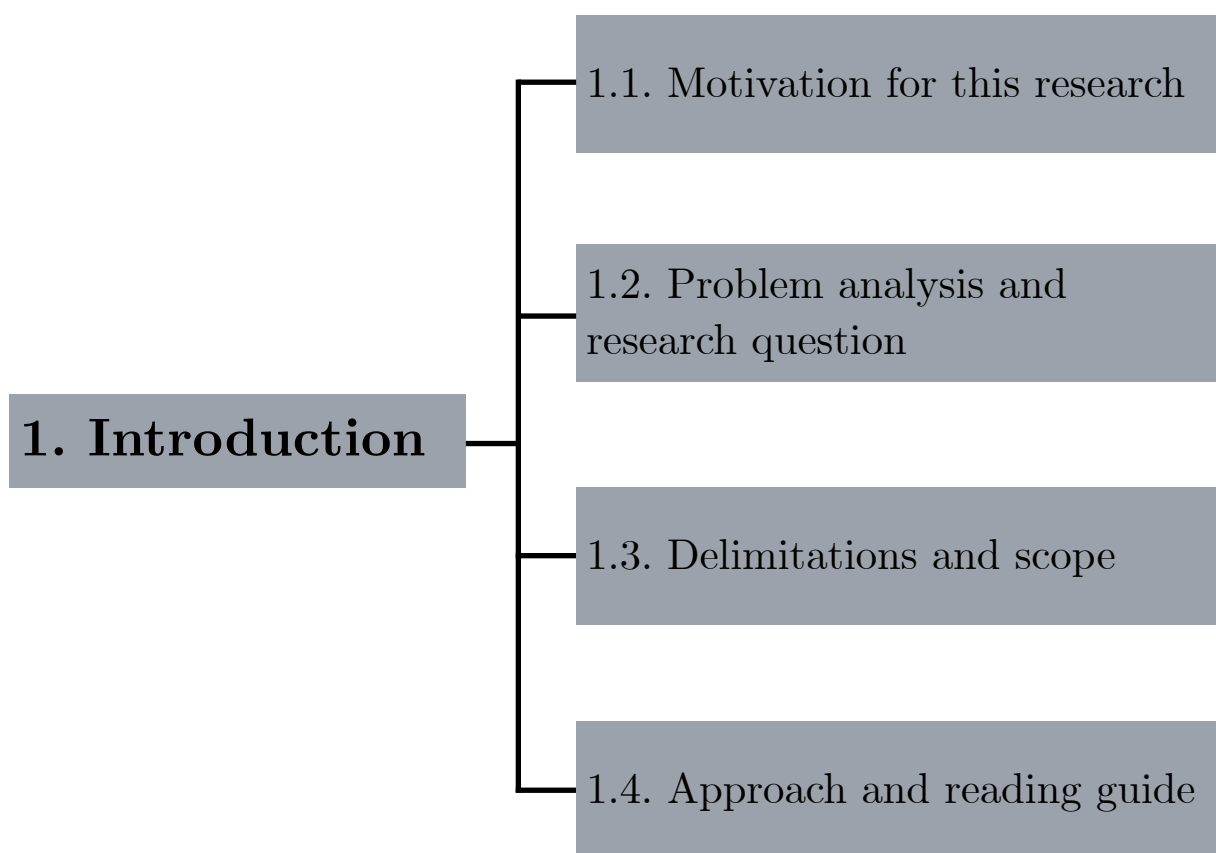 1. Introduction
1.1. Motivation for this research
1.2. Problem analysis and
research question
1.3. Delimitations and scope
1.4. Approach and reading guide